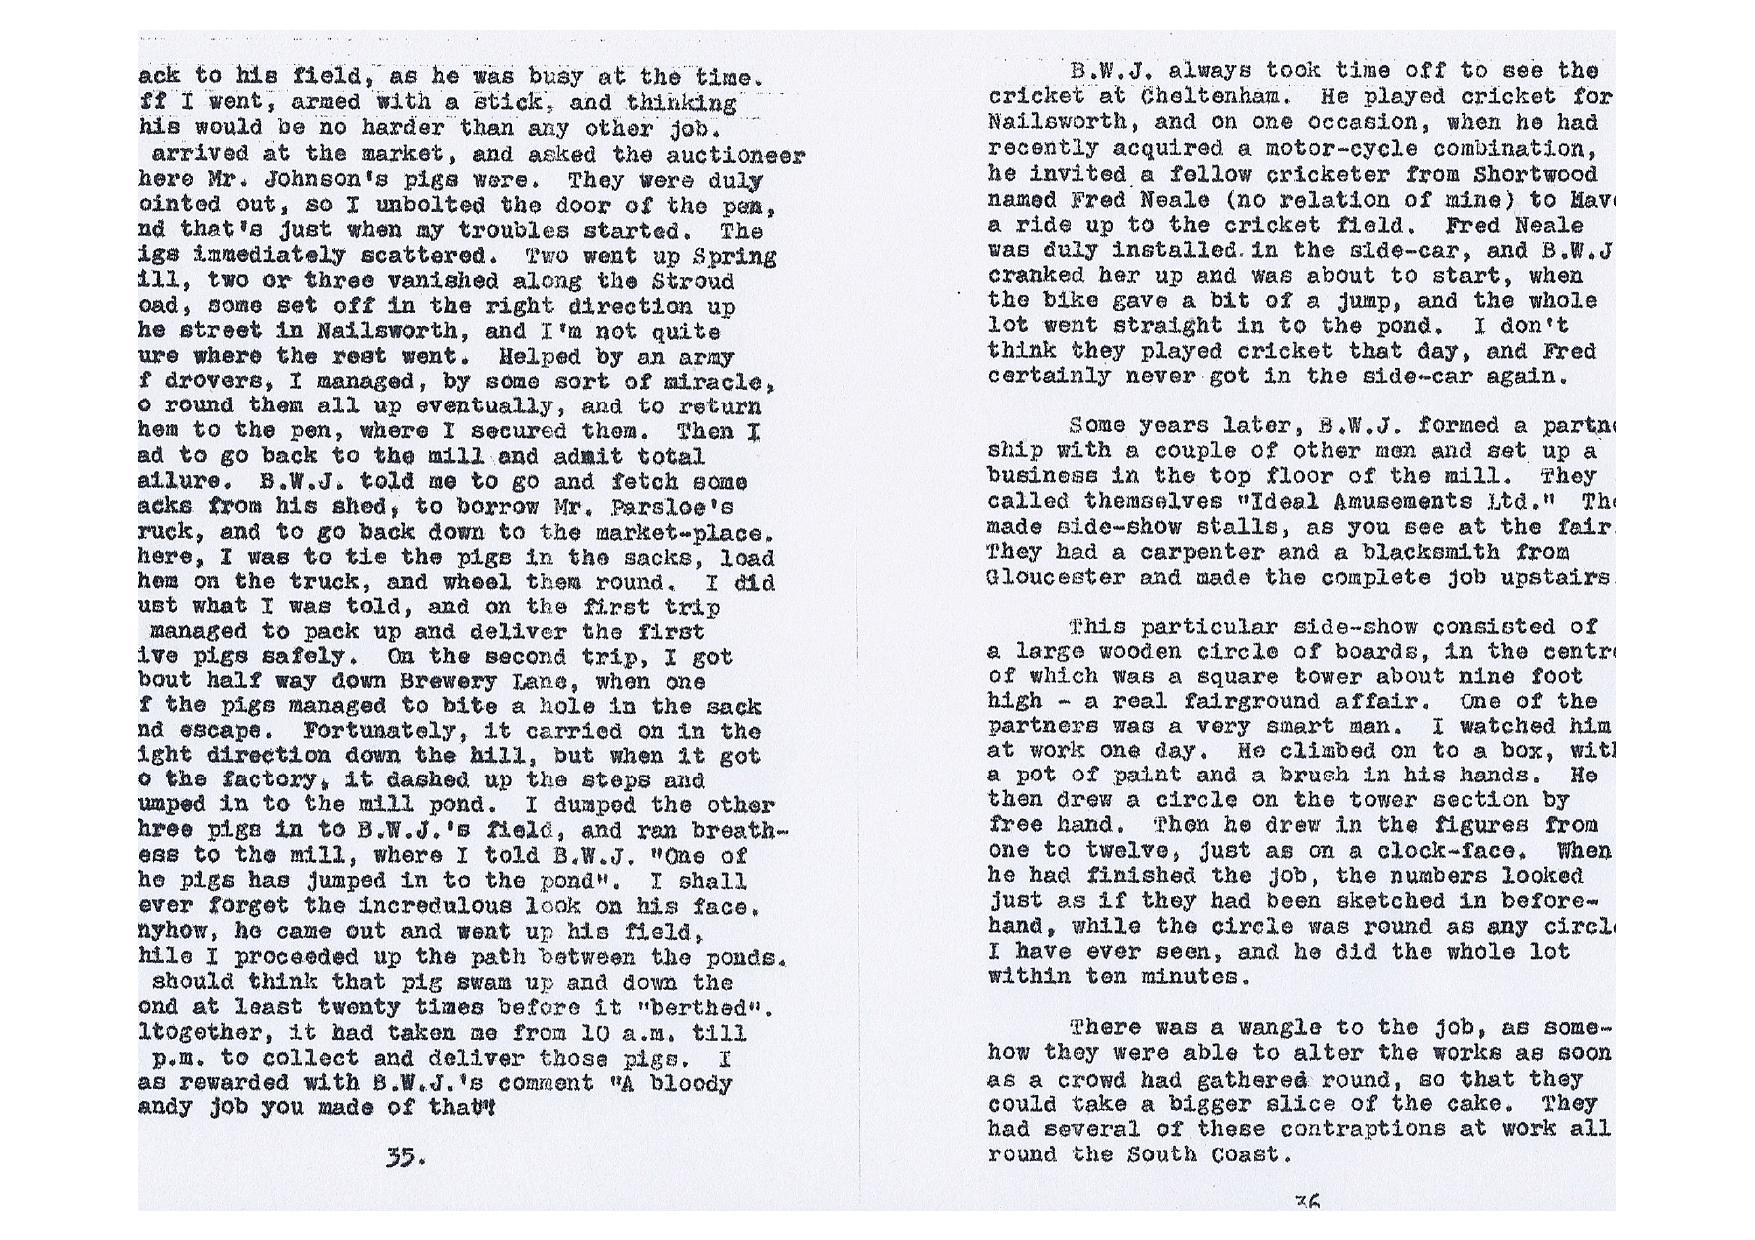 ack to his field, as he was busy at the time.
ff I went, armed with a stick, and thinking
his would be no harder than any other job.
arrived at the market, and asked the auctioneer
here Mr. Johnson's pigs were. They were duly
ointed out, so I unbolted the door of the pen,
nd that's just when my troubles started. The
igs immediately scattered. Two went up Spring
ill, two or three vanished along the Stroud
oad, some set off in the right direction up
he street in Nailsworth, and I'm not quite
ure where the rest went. Helped by an army
f drovers, I managed, by some sort of miracle,
o round them all up eventually, and to return
hem to the pen, where I secured them. Then I
ad to go back to the mill and admit total
ailure. B.W.J. told me to go and fetch some
acks from his shed, to borrow Mr. Parsloe's
ruck, and to go back down to the market-place.
here, I was to tie the pigs in the sacks, load
hem on the truck, and wheel them round. I did
ust what I was told, and on the first trip
managed to pack up and deliver the first
ive pigs safely. On the second trip, I got
bout half way down Brewery Lane, when one
f the pigs managed to bite a hole in the sack
nd escape. Fortunately, it carried on in the
ight direction down the hill, but when it got
o the factory, it dashed up the steps and
umped in to the mill pond. I dumped the other
hree pigs in to B.W.J.'s field, and ran breath-
ess to the mill, where I told B.W.J. "One of
he pigs has jumped in to the pond". I shall
ever forget the incredulous look on his face.
nyhow, he came out and went up his field,
hile I proceeded up the path between the ponds.
should think that pig swam up and down the
ond at least twenty times before it "berthed".
ltogether, it had taken me from 10 a.m. till
p.m. to collect and deliver those pigs. I
as rewarded with B.W.J.'s comment "A bloody
andy job you made of that"!
35.
B.W.J. always took time off to see the
cricket at Cheltenham. He played cricket for
Nailsworth, and on one occasion, when he had
recently acquired a motor-cycle combination,
he invited a fellow cricketer from Shortwood
named Fred Neale (no relation of mine) to Hav
a ride up to the cricket field. Fred Neale
was duly installed in the side-car, and B.W.J
cranked her up and was about to start, when
the bike gave a bit of a jump, and the whole
lot went straight in to the pond. I don't
think they played cricket that day, and Fred
certainly never got in the side-car again.
Some years later, B.W.J. formed a partn
ship with a couple of other men and set up a
business in the top floor of the mill. They
called themselves "Ideal Amusements Ltd." The
made side-show stalls, as you see at the fair.
They had a carpenter and a blacksmith from
Gloucester and made the complete job upstairs.
This particular side-show consisted of
a large wooden circle of boards, in the centre
of which was a square tower about nine foot
high - a real fairground affair. One of the
partners was a very smart man. I watched him
at work one day. He climbed on to a box, with
a pot of paint and a brush in his hands. He
then drew a circle on the tower section by
free hand. Then he drew in the figures from
one to twelve, just as on a clock-face. When
he had finished the job, the numbers looked
just as if they had been sketched in before-
hand, while the circle was round as any circle
I have ever seen, and he did the whole lot
within ten minutes.
There was a wangle to the job, as some-
how they were able to alter the works as soon
as a crowd had gathered round, so that they
could take a bigger slice of the cake. They
had several of these contraptions at work all
round the South Coast.
36